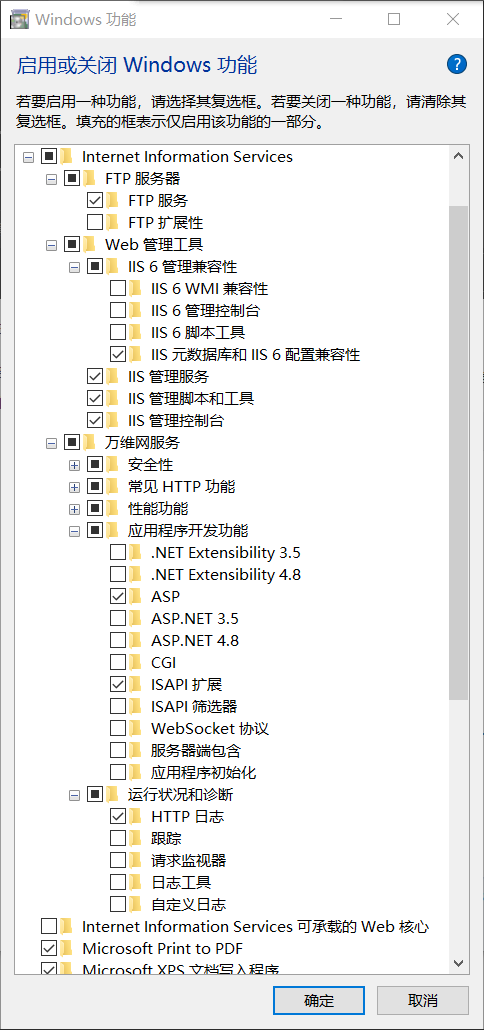 Windows 功能
启用或关闭 Windows 功能
?
若要启用一种功能，请选择其复选框。若要关闭一种功能，请清除其
复选框。填充的框表示仅启用该功能的一部分。
Internet Information Services
FTP 服务器
FTP 服务
FTP 扩展性
Web 管理工具
IIS 6 管理兼容性
IIS 6 WMI 兼容性
IIS 6 管理控制台
IIS 6 脚本工具
IIS 元数据库和 IIS 6 配置兼容性
IIS 管理服务
IIS 管理脚本和工具
IIS 管理控制台
万维网服务
安全性
常见 HTTP 功能
性能功能
应用程序开发功能
.NET Extensibility 3.5
.NET Extensibility 4.8
ASP
ASP.NET 3.5
ASP.NET 4.8
CGI
ISAPI 扩展
ISAPI 筛选器
WebSocket 协议
服务器端包含
应用程序初始化
运行状况和诊断
HTTP 日志
跟踪
请求监视器
日志工具
自定义日志
Internet Information Services 可承载的 Web 核心
Microsoft Print to PDF
Microsoft XPS 文档写入程序
确定
取消